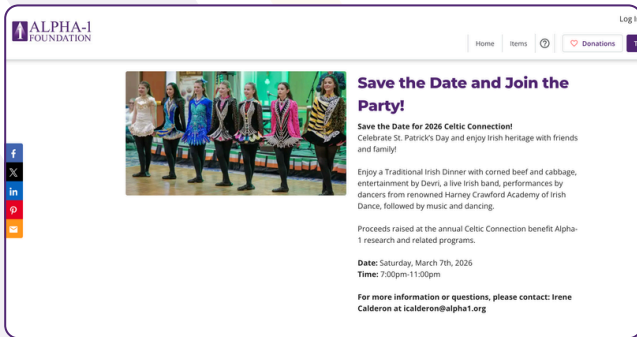 Log I
ALPHA-1
FOUNDATION
Home Items ? Donations T
Save the Date and Join the
Party!
Save the Date for 2026 Celtic Connection!
Celebrate St. Patrick's Day and enjoy Irish heritage with friends
and family!
Enjoy a Traditional Irish Dinner with corned beef and cabbage,
entertainment by Devri, a live Irish band, performances by
dancers from renowned Harney Crawford Academy of Irish
Dance, followed by music and dancing.
Proceeds raised at the annual Celtic Connection benefit Alpha-
1 research and related programs.
Date: Saturday, March 7th, 2026
Time: 7:00pm-11:00pm
For more information or questions, please contact: Irene
Calderon at icalderon@alpha1.org